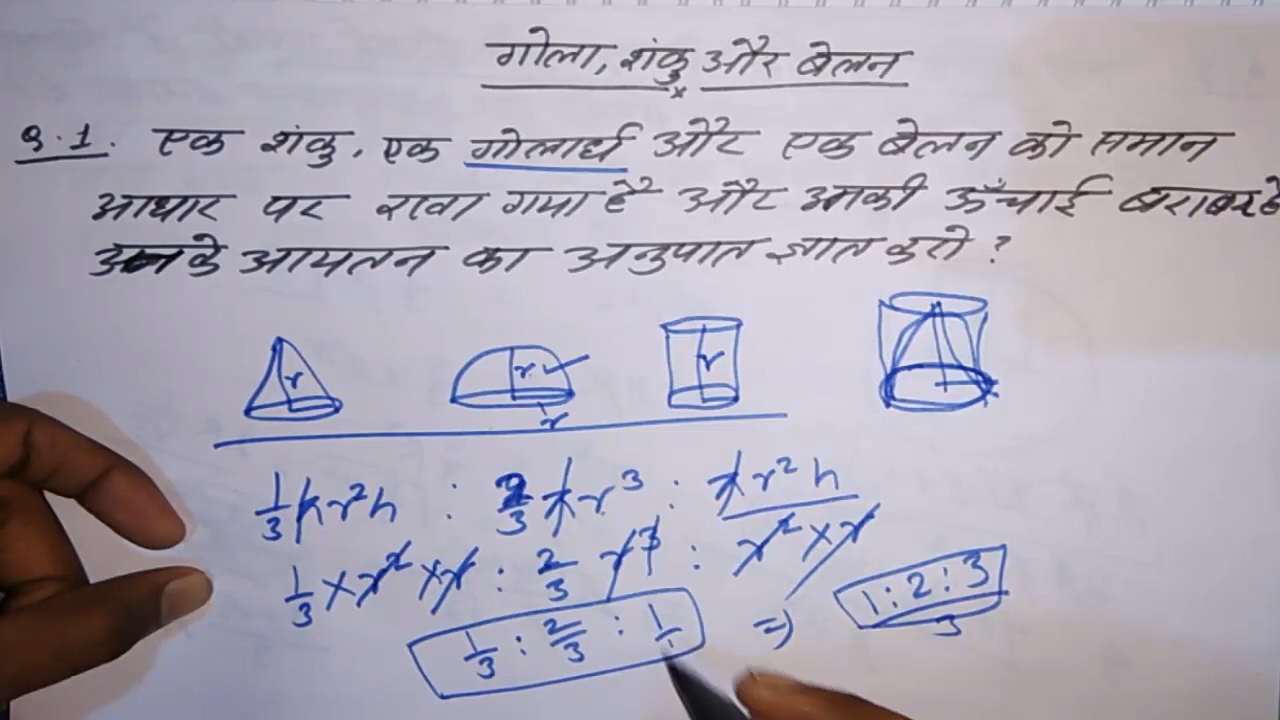 गोला, शंकु और बेलन
Q.1. एक शंकु, एक गोलार्ध और एक बेलन को समान
आधार पर रखा गया है और उनकी ऊँचाई बराबर है
उनके आयतन का अनुपात ज्ञात करो ?
r r r
r
1/3 πr²h : 2/3 πr³ : πr²h
1/3 × r² × r : 2/3 r³ : r² × r
1/3 : 2/3 : 1/1 ⇒ 1:2:3
3